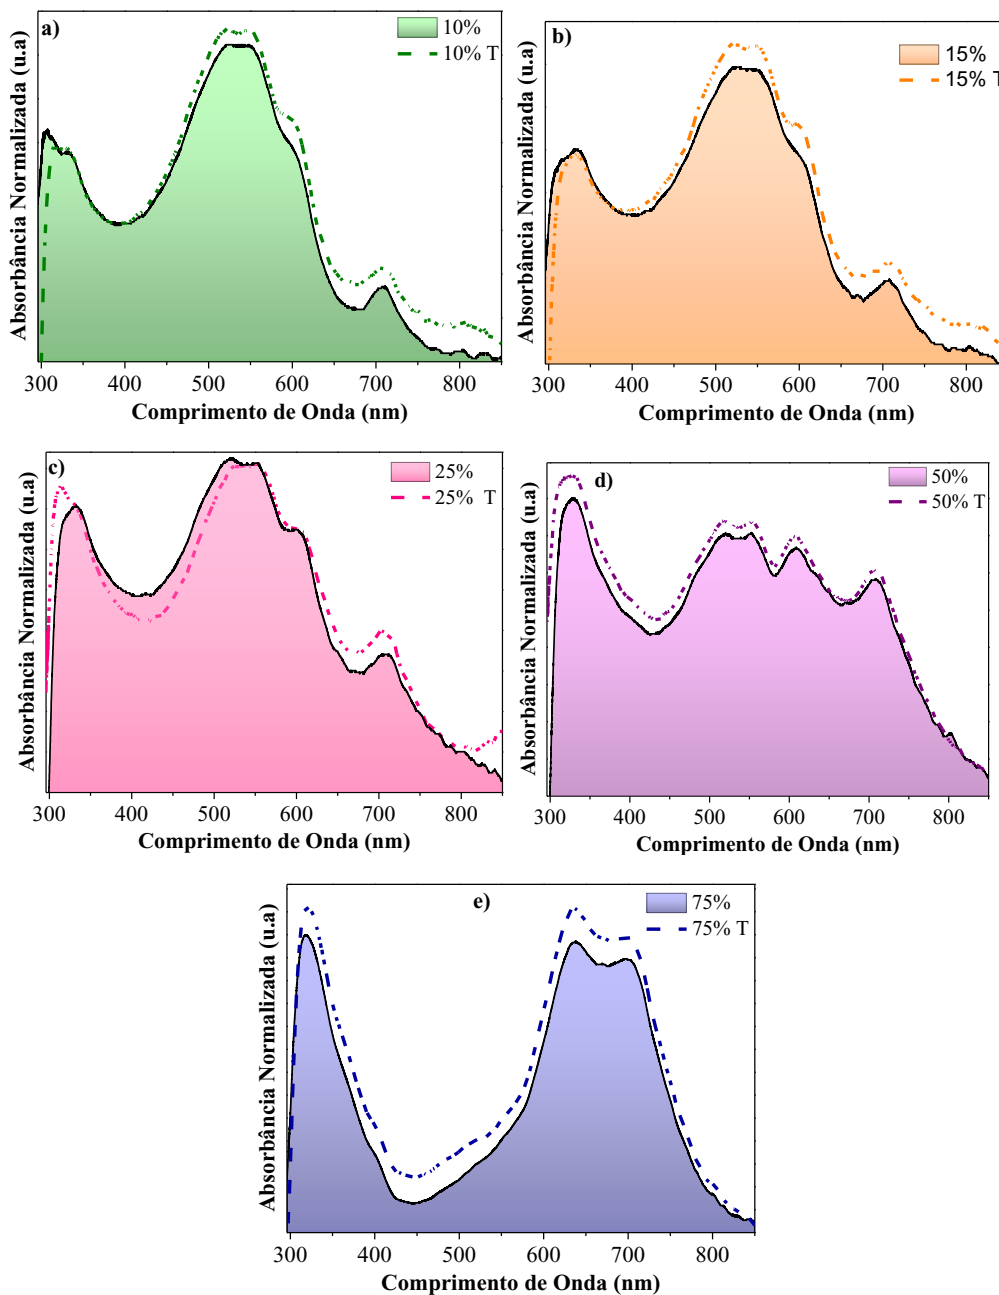 a)
10%
10% T
Absorbância Normalizada (u.a)
300 400 500 600 700 800
Comprimento de Onda (nm)
b)
15%
15% T
Absorbância Normalizada (u.a)
300 400 500 600 700 800
Comprimento de Onda (nm)
c)
25%
25% T
Absorbância Normalizada (u.a)
300 400 500 600 700 800
Comprimento de Onda (nm)
d)
50%
50% T
Absorbância Normalizada (u.a)
300 400 500 600 700 800
Comprimento de Onda (nm)
e)
75%
75% T
Absorbância Normalizada (u.a)
300 400 500 600 700 800
Comprimento de Onda (nm)